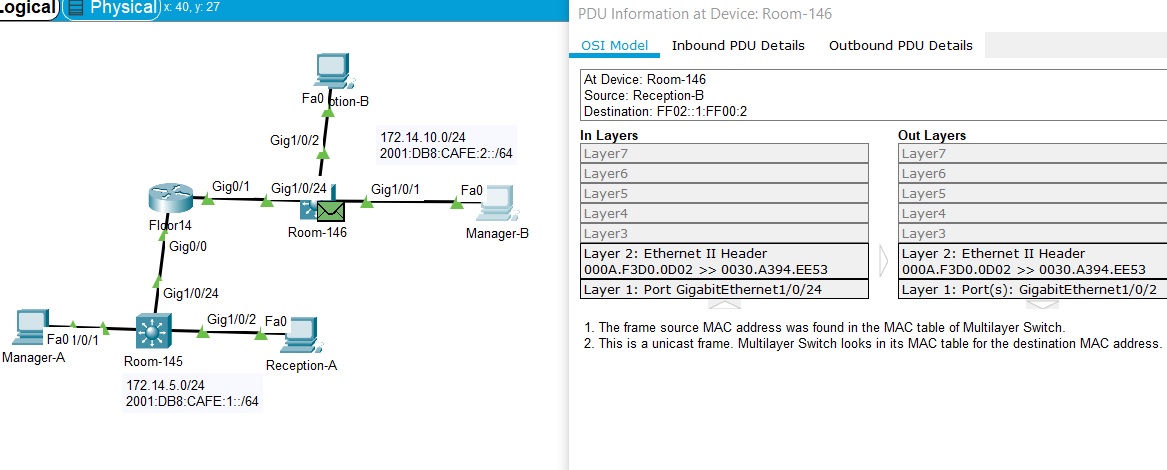 .ogical Physical x: 40, y: 27
Fa0 ption-B
Gig1/0/2
172.14.10.0/24
2001:DB8:CAFE:2::/64
Gig0/1
Gig1/0/24
Gig1/0/1
Fa0
Floor14
Room-146
Manager-B
Gig0/0
Gig1/0/24
Gig1/0/2
Fa0
Fa0 1/0/1
Manager-A
Room-145
Reception-A
172.14.5.0/24
2001:DB8:CAFE:1::/64
PDU Information at Device: Room-146
OSI Model Inbound PDU Details Outbound PDU Details
At Device: Room-146
Source: Reception-B
Destination: FF02::1:FF00:2
In Layers
Layer7
Layer6
Layer5
Layer4
Layer3
Layer 2: Ethernet II Header
000A.F3D0.0D02 >> 0030.A394.EE53
Layer 1: Port GigabitEthernet1/0/24
Out Layers
Layer7
Layer6
Layer5
Layer4
Layer3
Layer 2: Ethernet II Header
000A.F3D0.0D02 >> 0030.A394.EE53
Layer 1: Port(s): GigabitEthernet1/0/2
1. The frame source MAC address was found in the MAC table of Multilayer Switch.
2. This is a unicast frame. Multilayer Switch looks in its MAC table for the destination MAC address.